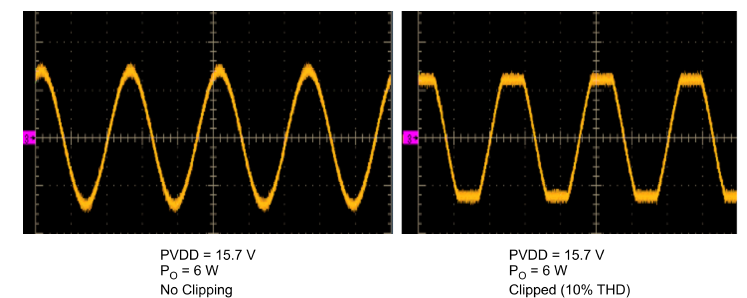 PVDD = 15.7 V
PO = 6 W
No Clipping
PVDD = 15.7 V
PO = 6 W
Clipped (10% THD)